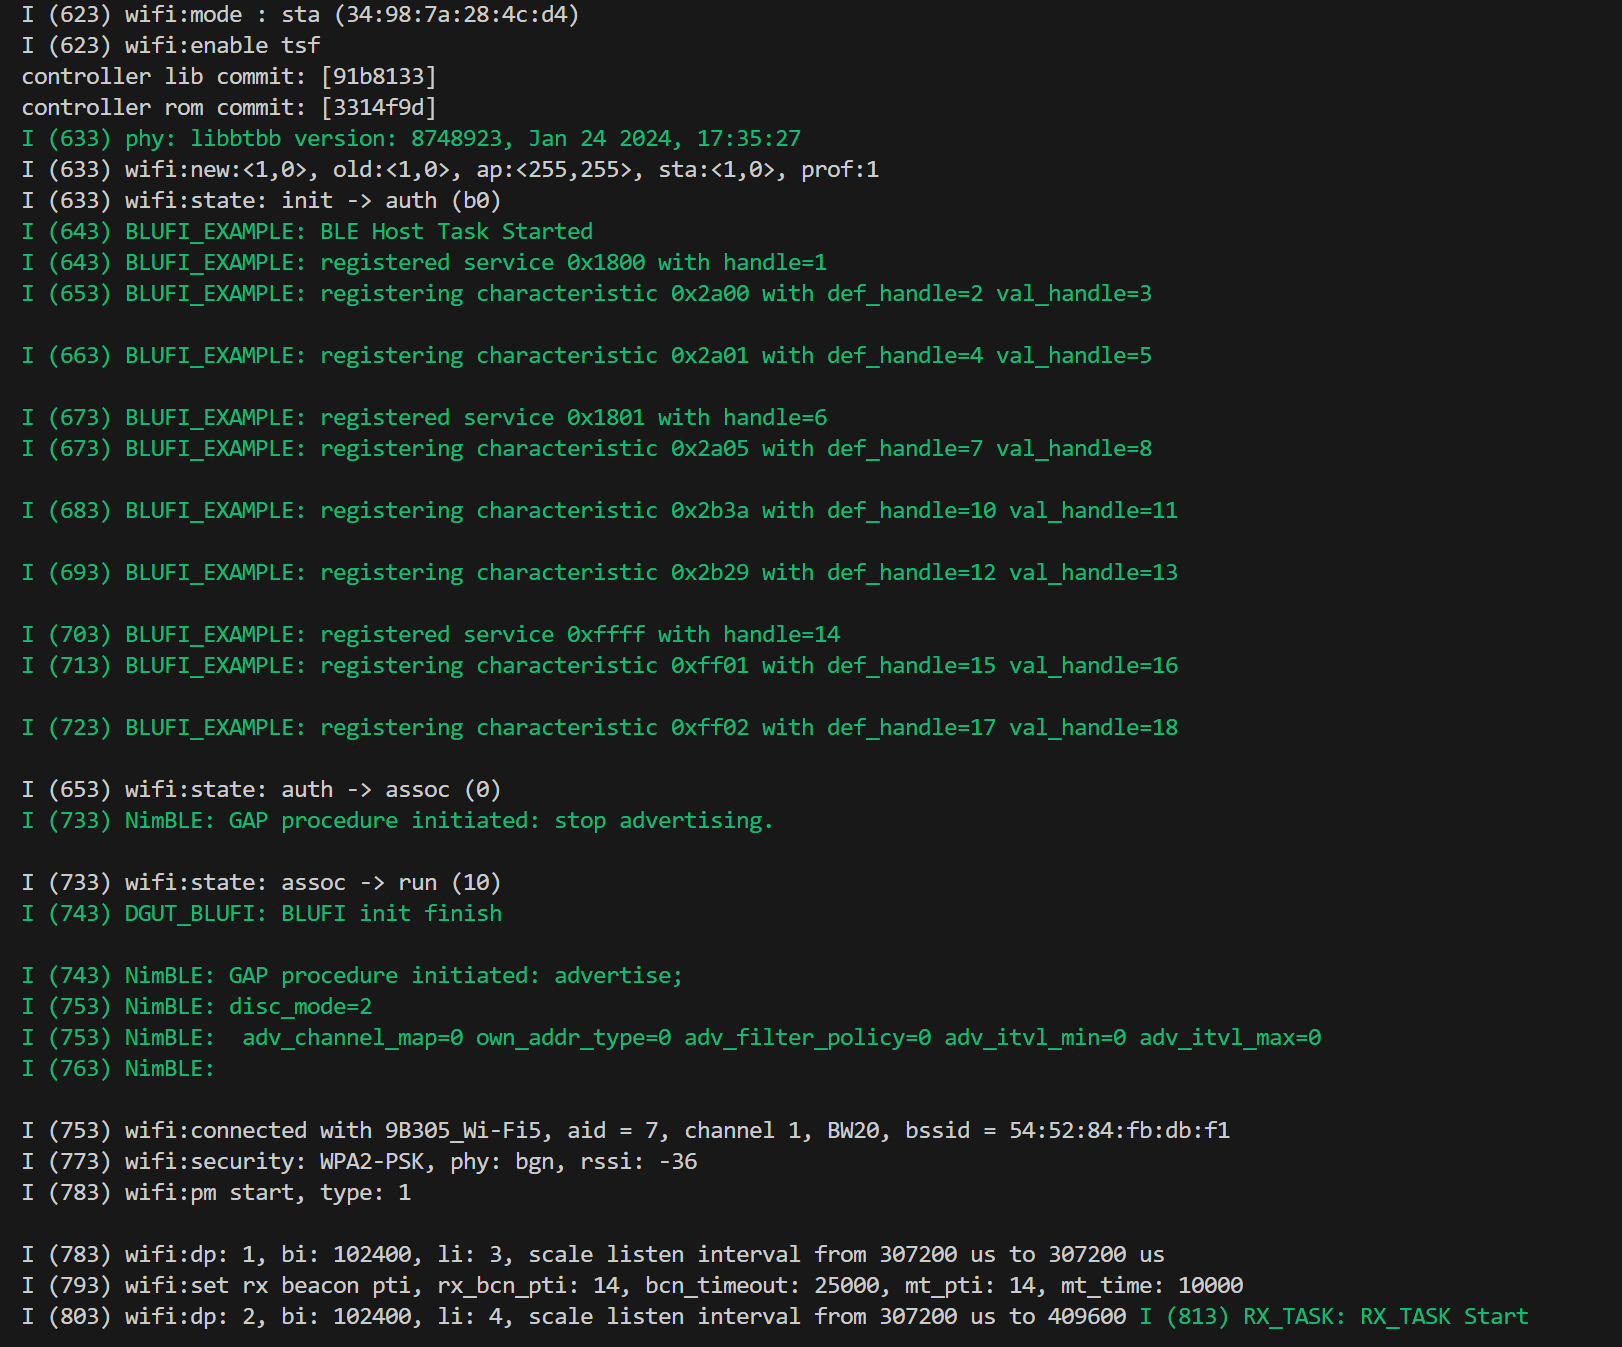 I (623) wifi:mode : sta (34:98:7a:28:4c:d4)
I (623) wifi:enable tsf
controller lib commit: [91b8133]
controller rom commit: [3314f9d]
I (633) phy: libbtbb version: 8748923, Jan 24 2024, 17:35:27
I (633) wifi:new:<1,0>, old:<1,0>, ap:<255,255>, sta:<1,0>, prof:1
I (633) wifi:state: init -> auth (b0)
I (643) BLUFI_EXAMPLE: BLE Host Task Started
I (643) BLUFI_EXAMPLE: registered service 0x1800 with handle=1
I (653) BLUFI_EXAMPLE: registering characteristic 0x2a00 with def_handle=2 val_handle=3
I (663) BLUFI_EXAMPLE: registering characteristic 0x2a01 with def_handle=4 val_handle=5
I (673) BLUFI_EXAMPLE: registered service 0x1801 with handle=6
I (673) BLUFI_EXAMPLE: registering characteristic 0x2a05 with def_handle=7 val_handle=8
I (683) BLUFI_EXAMPLE: registering characteristic 0x2b3a with def_handle=10 val_handle=11
I (693) BLUFI_EXAMPLE: registering characteristic 0x2b29 with def_handle=12 val_handle=13
I (703) BLUFI_EXAMPLE: registered service 0xffff with handle=14
I (713) BLUFI_EXAMPLE: registering characteristic 0xff01 with def_handle=15 val_handle=16
I (723) BLUFI_EXAMPLE: registering characteristic 0xff02 with def_handle=17 val_handle=18
I (653) wifi:state: auth -> assoc (0)
I (733) NimBLE: GAP procedure initiated: stop advertising.
I (733) wifi:state: assoc -> run (10)
I (743) DGUT_BLUFI: BLUFI init finish
I (743) NimBLE: GAP procedure initiated: advertise;
I (753) NimBLE: disc_mode=2
I (753) NimBLE:  adv_channel_map=0 own_addr_type=0 adv_filter_policy=0 adv_itvl_min=0 adv_itvl_max=0
I (763) NimBLE:
I (753) wifi:connected with 9B305_Wi-Fi5, aid = 7, channel 1, BW20, bssid = 54:52:84:fb:db:f1
I (773) wifi:security: WPA2-PSK, phy: bgn, rssi: -36
I (783) wifi:pm start, type: 1
I (783) wifi:dp: 1, bi: 102400, li: 3, scale listen interval from 307200 us to 307200 us
I (793) wifi:set rx beacon pti, rx_bcn_pti: 14, bcn_timeout: 25000, mt_pti: 14, mt_time: 10000
I (803) wifi:dp: 2, bi: 102400, li: 4, scale listen interval from 307200 us to 409600 I (813) RX_TASK: RX_TASK Start